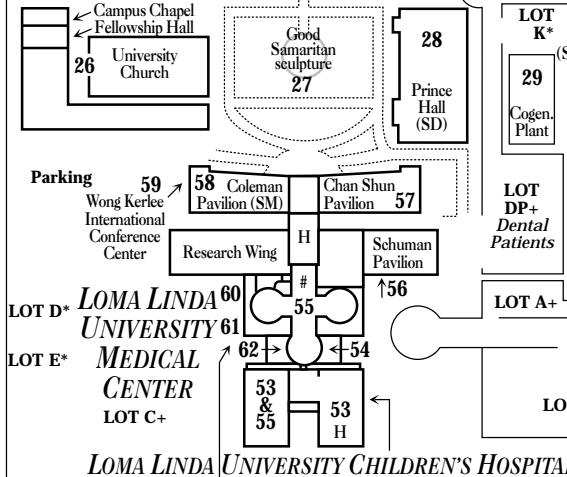 Campus Chapel
Fellowship Hall
26
University
Church
Good
Samaritan
sculpture
27
28
Prince
Hall
(SD)
LOT
K*
(S
29
Cogen.
Plant
Parking
59
Wong Kerlee
International
Conference
Center
58
Coleman
Pavilion (SM)
Chan Shun
Pavilion
57
LOT
DP+
Dental
Patients
H
Research Wing
Schuman
Pavilion
56
#
55
60
61
62
54
LOT D*
LOT E*
LOMA LINDA
UNIVERSITY
MEDICAL
CENTER
LOT C+
LOT A+
LO
53
&
55
53
H
LOMA LINDA UNIVERSITY CHILDREN'S HOSPITAL